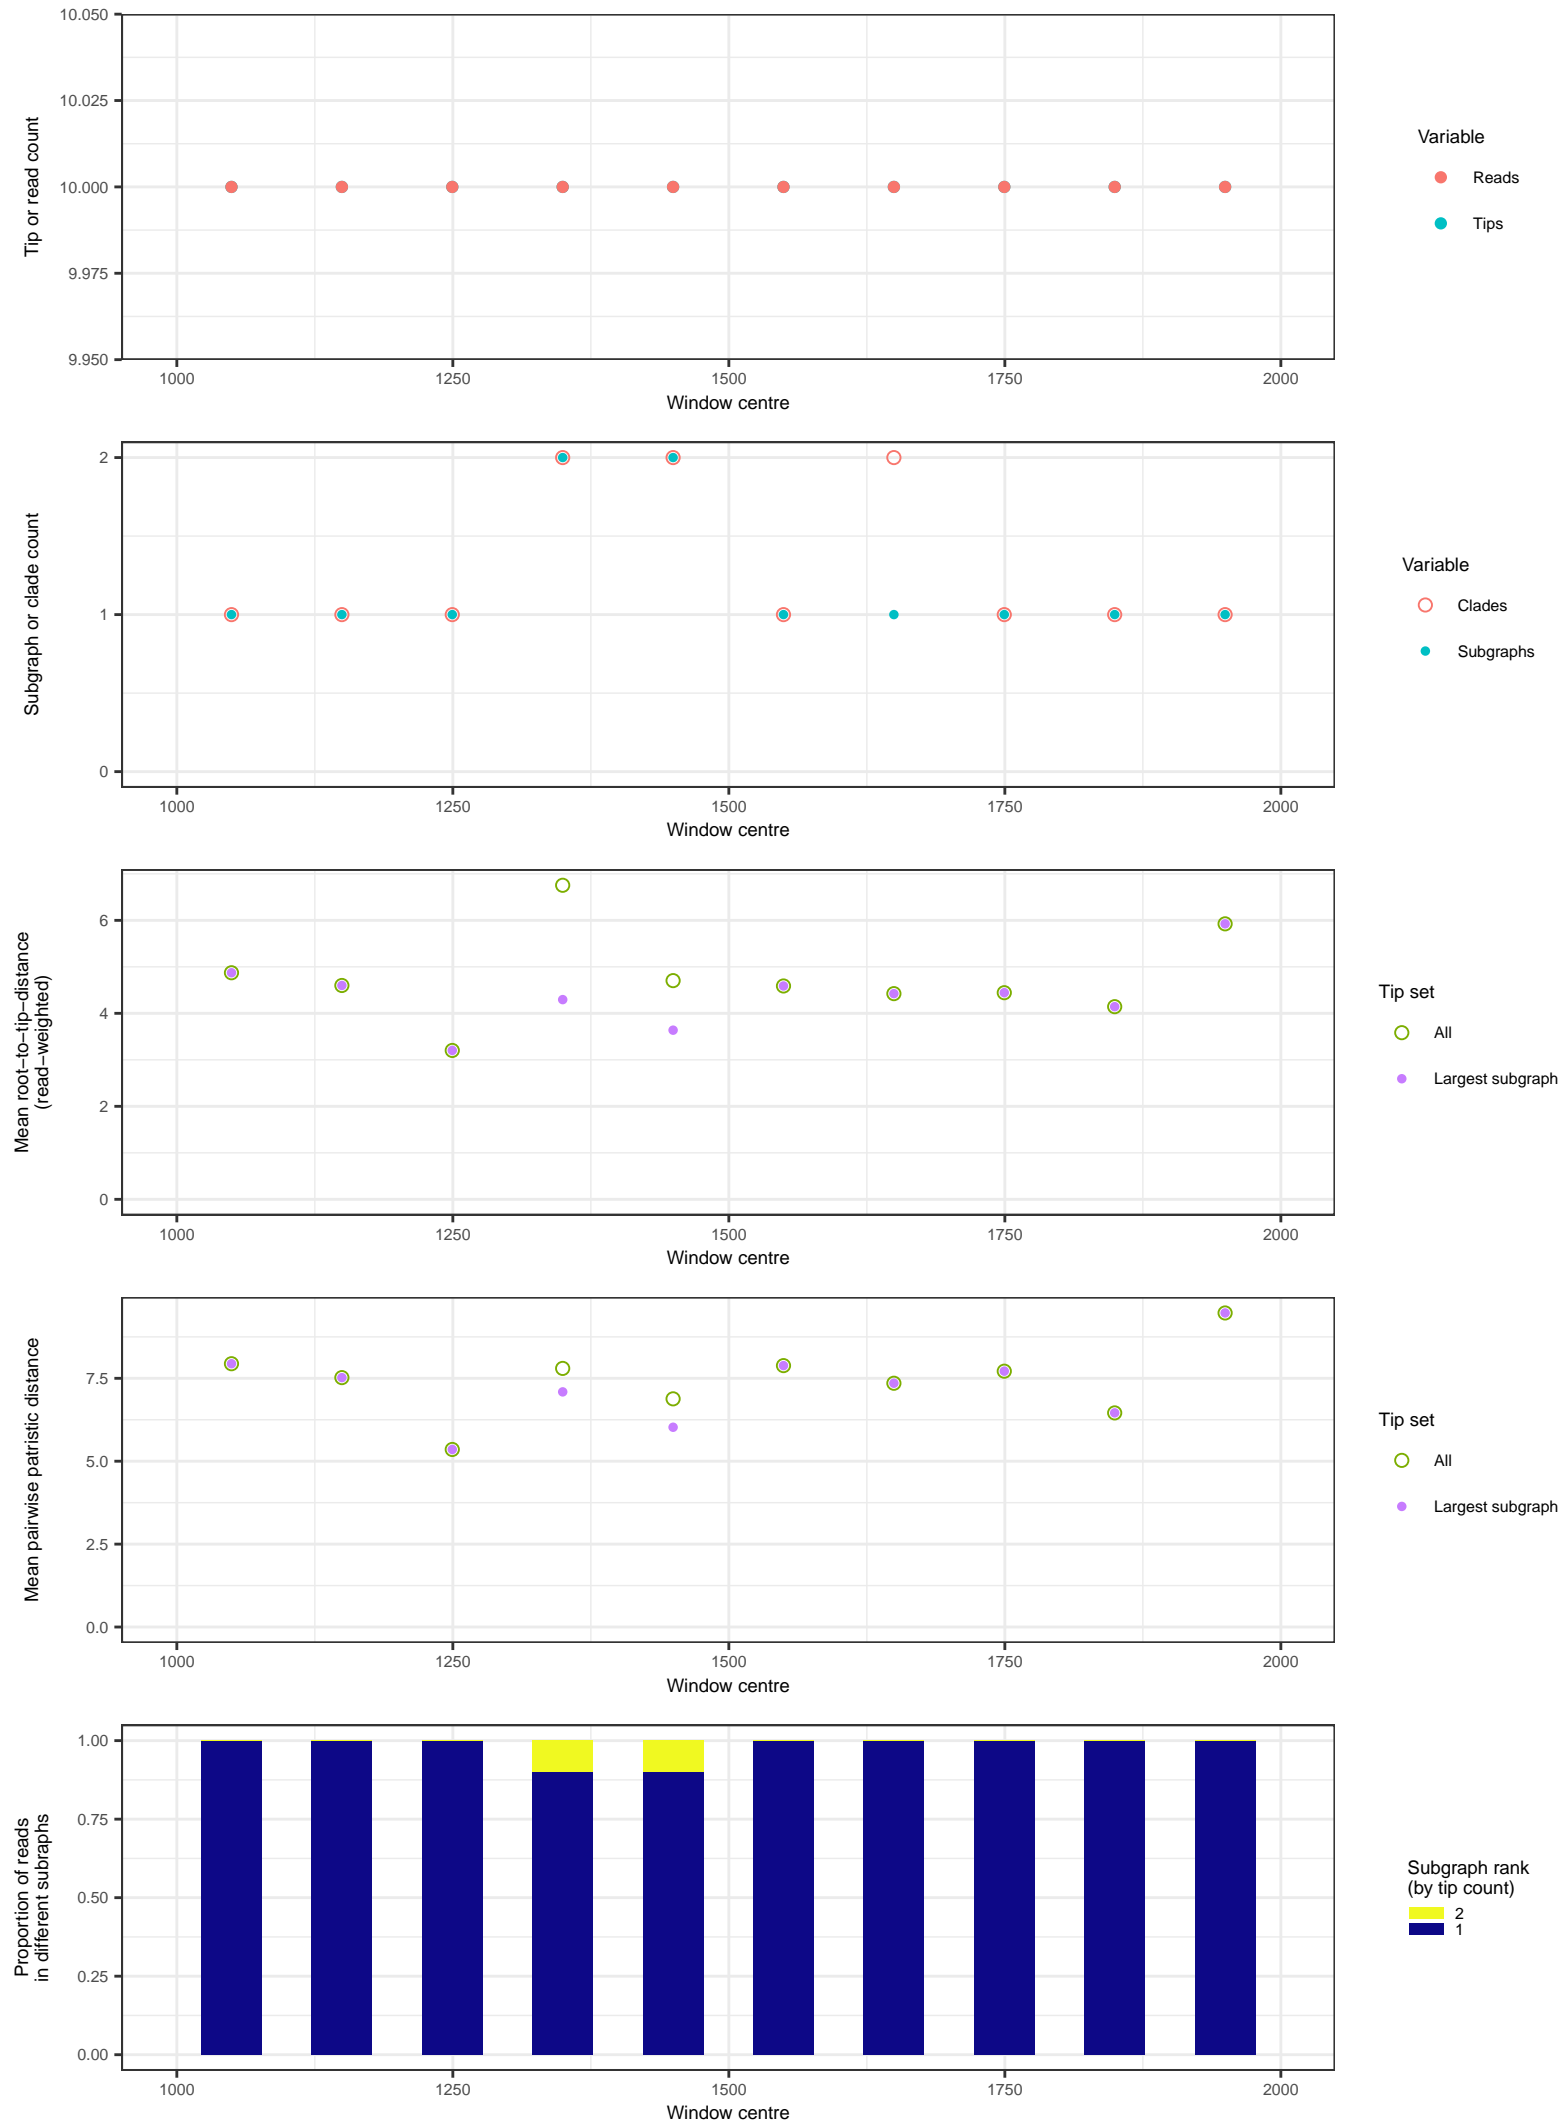 10.050
10.025
10.000
9.975
9.950
Tip or read count
1000
1250
1500
1750
2000
Window centre
Variable
Reads
Tips
2
1
0
Subgraph or clade count
1000
1250
1500
1750
2000
Window centre
Variable
Clades
Subgraphs
6
4
2
0
Mean root−to−tip−distance
(read−weighted)
1000
1250
1500
1750
2000
Window centre
Tip set
All
Largest subgraph
7.5
5.0
2.5
0.0
Mean pairwise patristic distance
1000
1250
1500
1750
2000
Window centre
Tip set
All
Largest subgraph
1.00
0.75
0.50
0.25
0.00
Proportion of reads
in different subraphs
1000
1250
1500
1750
2000
Window centre
Subgraph rank
(by tip count)
2
1